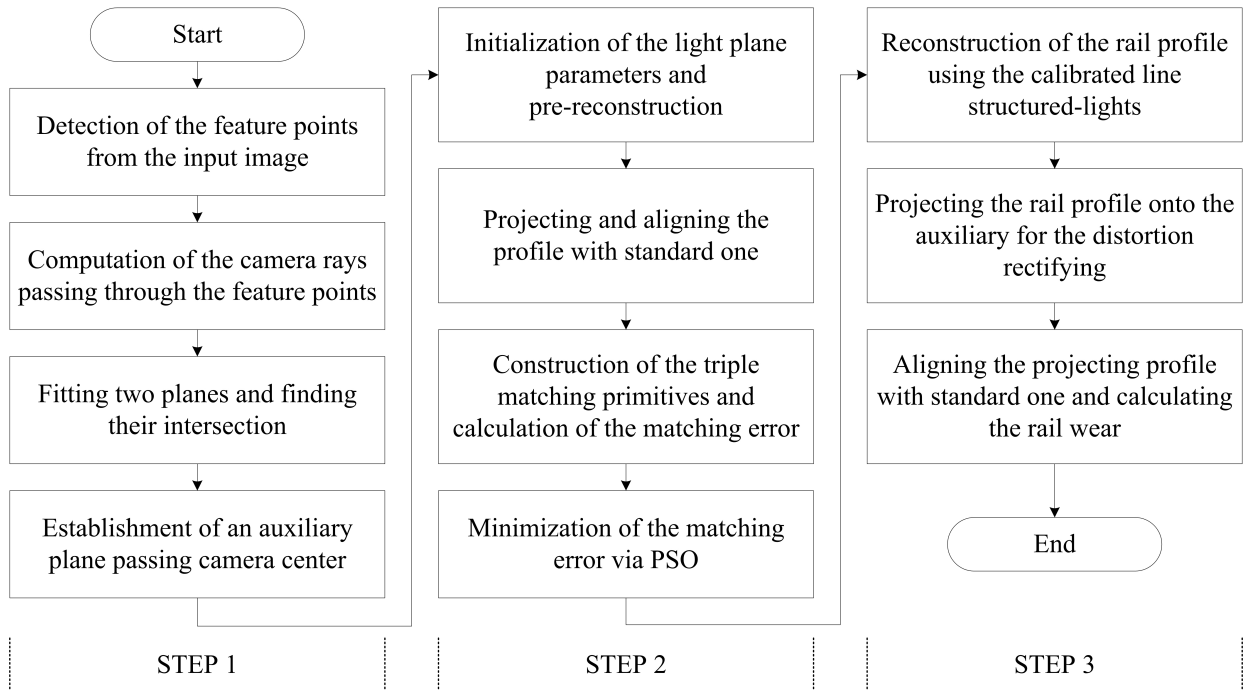 Start
Detection of the feature points
from the input image
Computation of the camera rays
passing through the feature points
Fitting two planes and finding
their intersection
Establishment of an auxiliary
plane passing camera center
STEP 1
Initialization of the light plane
parameters and
pre-reconstruction
Projecting and aligning the
profile with standard one
Construction of the triple
matching primitives and
calculation of the matching error
Minimization of the matching
error via PSO
STEP 2
Reconstruction of the rail profile
using the calibrated line
structured-lights
Projecting the rail profile onto the
auxiliary for the distortion
rectifying
Aligning the projecting profile
with standard one and calculating
the rail wear
End
STEP 3